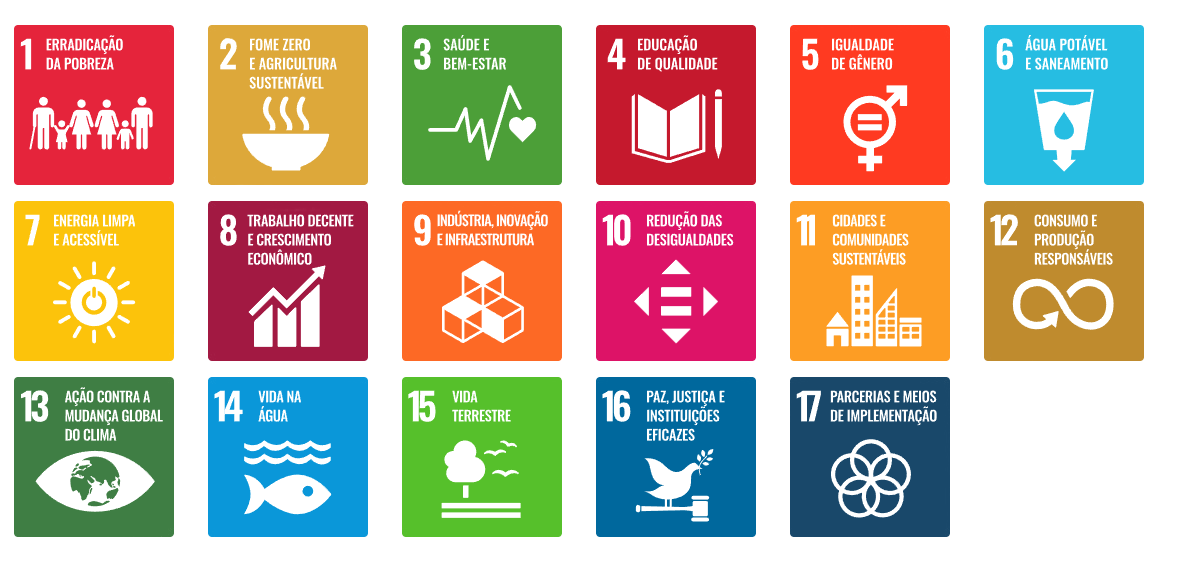 1 ERRADICAÇÃO
DA POBREZA
2 FOME ZERO
E AGRICULTURA
SUSTENTÁVEL
3 SAÚDE E
BEM-ESTAR
4 EDUCAÇÃO
DE QUALIDADE
5 IGUALDADE
DE GÊNERO
6 ÁGUA POTÁVEL
E SANEAMENTO
7 ENERGIA LIMPA
E ACESSÍVEL
8 TRABALHO DECENTE
E CRESCIMENTO
ECONÔMICO
9 INDÚSTRIA, INOVAÇÃO
E INFRAESTRUTURA
10 REDUÇÃO DAS
DESIGUALDADES
11 CIDADES E
COMUNIDADES
SUSTENTÁVEIS
12 CONSUMO E
PRODUÇÃO
RESPONSÁVEIS
13 AÇÃO CONTRA A
MUDANÇA GLOBAL
DO CLIMA
14 VIDA NA
ÁGUA
15 VIDA
TERRESTRE
16 PAZ, JUSTIÇA E
INSTITUIÇÕES
EFICAZES
17 PARCERIAS E MEIOS
DE IMPLEMENTAÇÃO